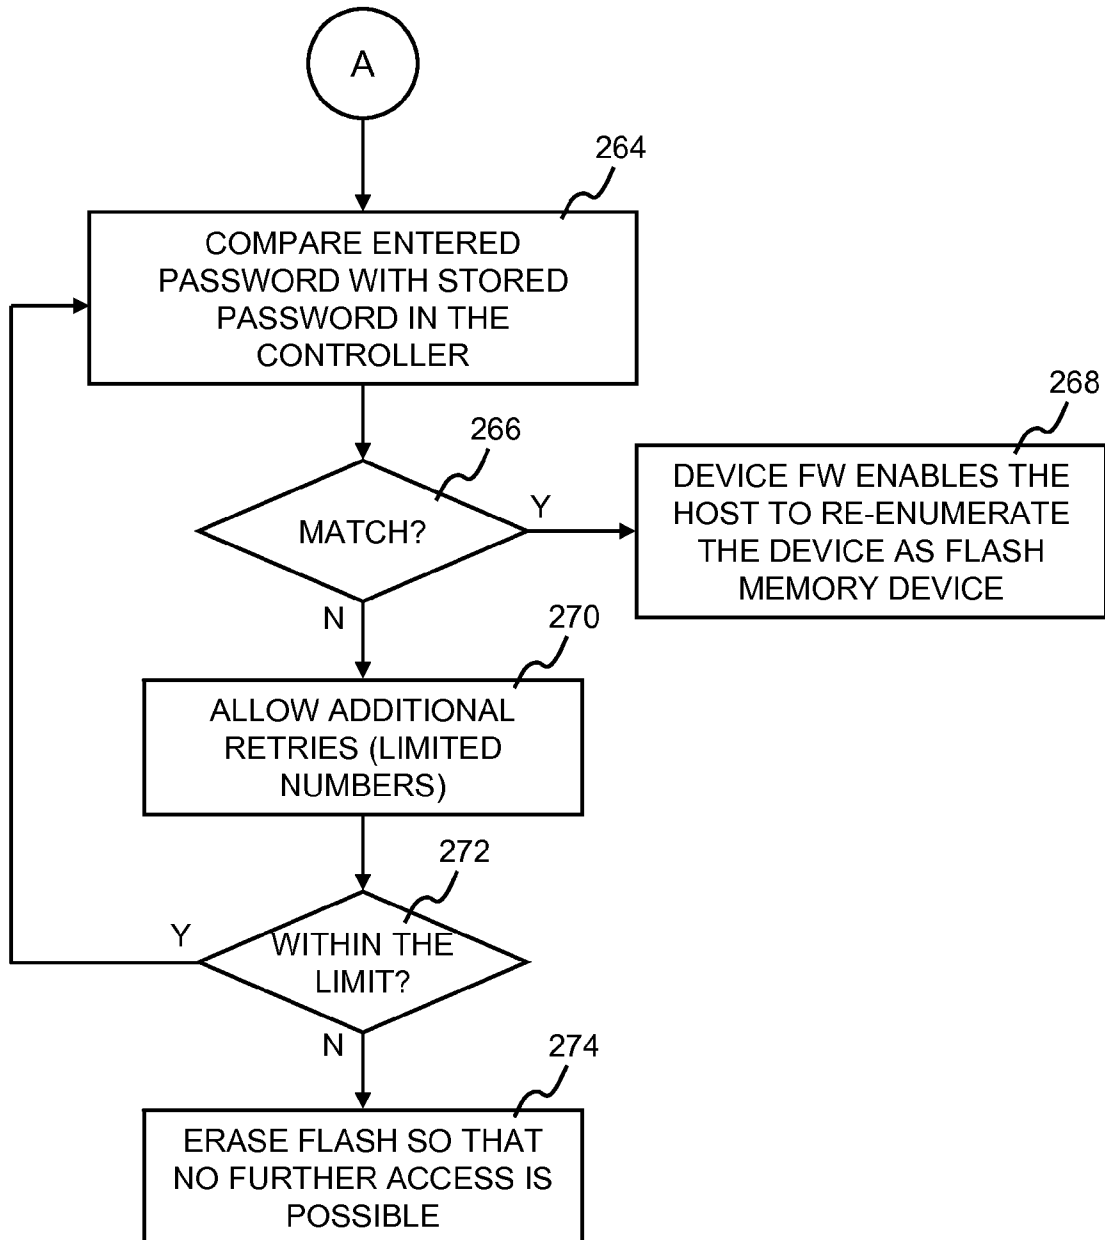 A
264
COMPARE ENTERED
PASSWORD WITH STORED
PASSWORD IN THE
CONTROLLER
266
268
MATCH?
Y
DEVICE FW ENABLES THE
HOST TO RE-ENUMERATE
THE DEVICE AS FLASH
MEMORY DEVICE
N
270
ALLOW ADDITIONAL
RETRIES (LIMITED
NUMBERS)
272
Y
WITHIN THE
LIMIT?
N
274
ERASE FLASH SO THAT
NO FURTHER ACCESS IS
POSSIBLE